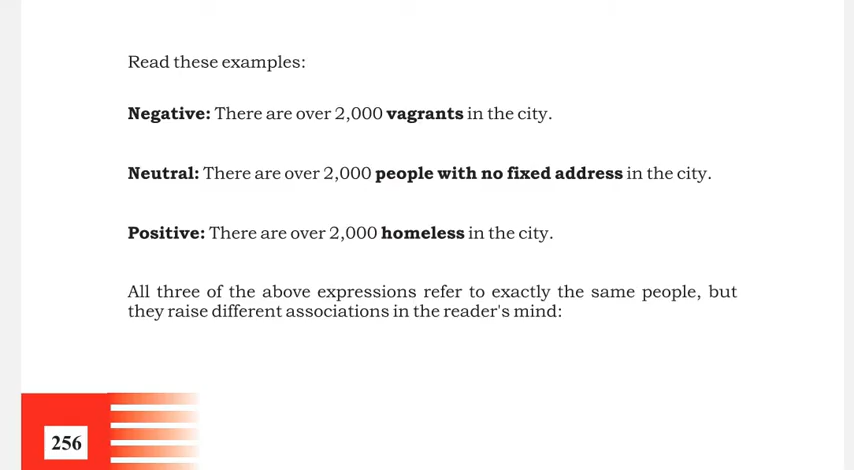 Read these examples:
Negative: There are over 2,000 vagrants in the city.
Neutral: There are over 2,000 people with no fixed address in the city.
Positive: There are over 2,000 homeless in the city.
All three of the above expressions refer to exactly the same people, but
they raise different associations in the reader's mind:
256